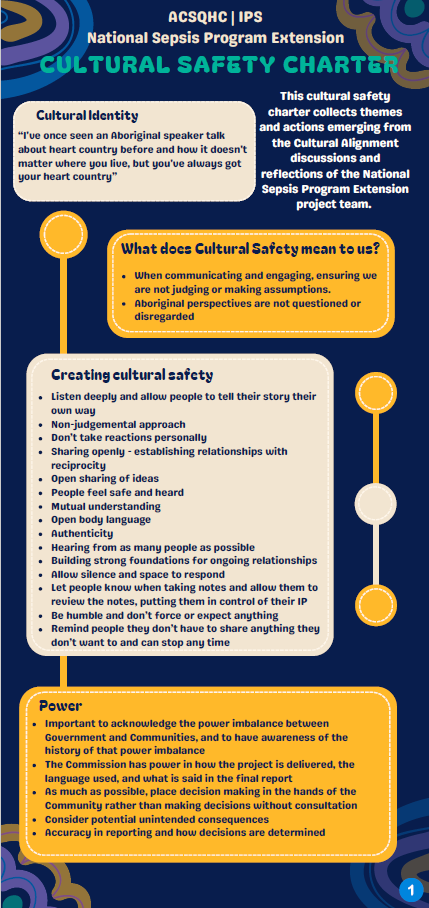 ACSQHC | IPS
National Sepsis Program Extension
CULTURAL SAFETY CHARTER
Cultural Identity
“I’ve once seen an Aboriginal speaker talk
about heart country before and how it doesn’t
matter where you live, but you’ve always got
your heart country”
This cultural safety
charter collects themes
and actions emerging from
the Cultural Alignment
discussions and
reflections of the National
Sepsis Program Extension
project team.
What does Cultural Safety mean to us?
• When communicating and engaging, ensuring we
are not judging or making assumptions.
• Aboriginal perspectives are not questioned or
disregarded
Creating cultural safety
• Listen deeply and allow people to tell their story their
own way
• Non-judgemental approach
• Don’t take reactions personally
• Sharing openly - establishing relationships with
reciprocity
• Open sharing of ideas
• People feel safe and heard
• Mutual understanding
• Open body language
• Authenticity
• Hearing from as many people as possible
• Building strong foundations for ongoing relationships
• Allow silence and space to respond
• Let people know when taking notes and allow them to
review the notes, putting them in control of their IP
• Be humble and don’t force or expect anything
• Remind people they don’t have to share anything they
don’t want to and can stop any time
Power
• Important to acknowledge the power imbalance between
Government and Communities, and to have awareness of the
history of that power imbalance
• The Commission has power in how the project is delivered, the
language used, and what is said in the final report
• As much as possible, place decision making in the hands of the
Community rather than making decisions without consultation
• Consider potential unintended consequences
• Accuracy in reporting and how decisions are determined
1